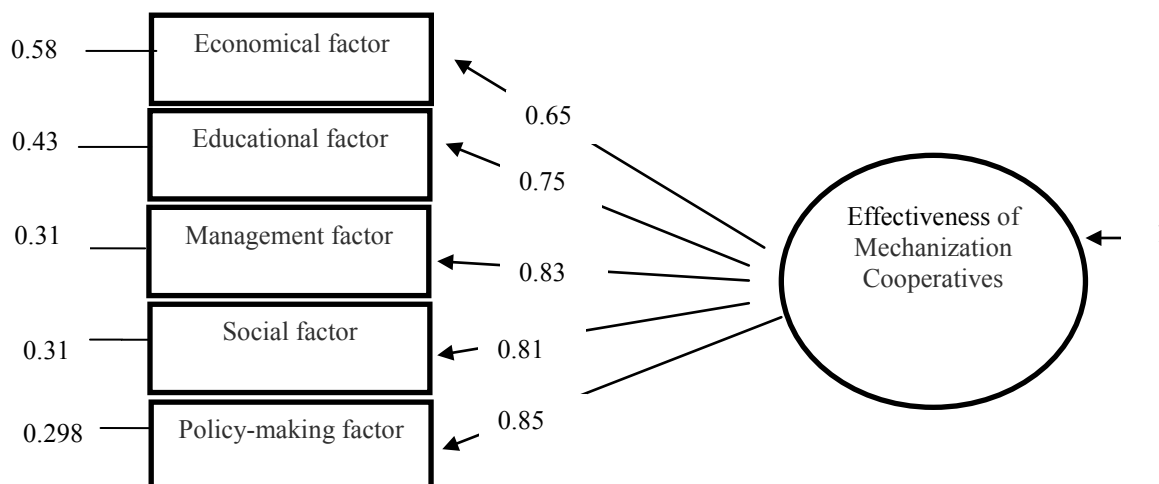 0.58
Economical factor
0.65
0.43
Educational factor
0.75
0.31
Management factor
0.83
0.31
Social factor
0.81
0.298
Policy-making factor
0.85
Effectiveness of
Mechanization
Cooperatives